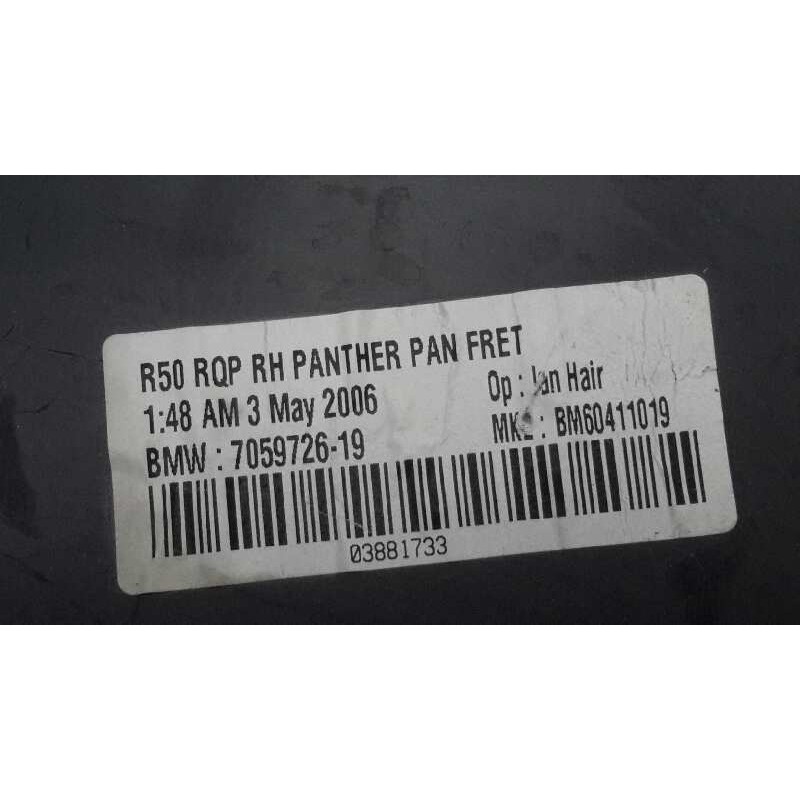 R50 RQP RH PANTHER PAN FRET
1:48 AM 3 May 2006 Op : Ian Hair
BMW : 7059726-19 MKL : BM60411019
03881733